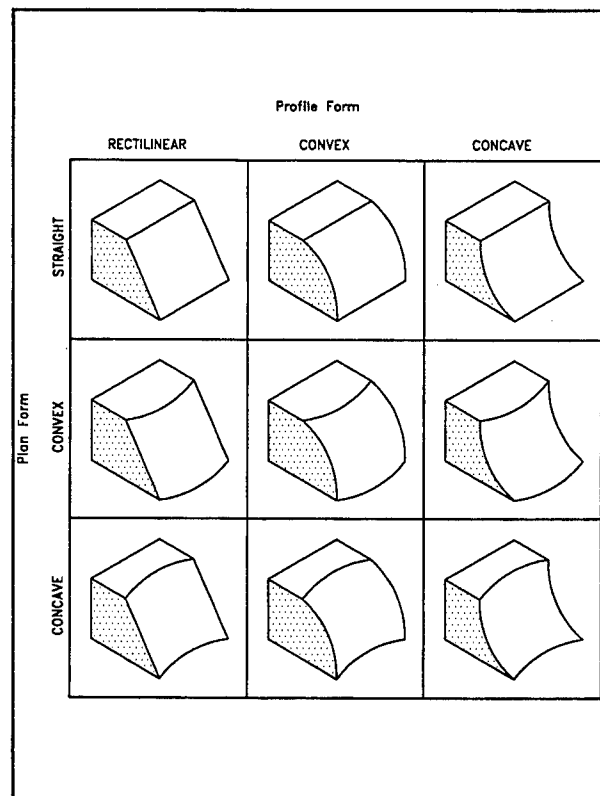 Profile Form
RECTILINEAR CONVEX CONCAVE
Plan Form
STRAIGHT
CONVEX
CONCAVE